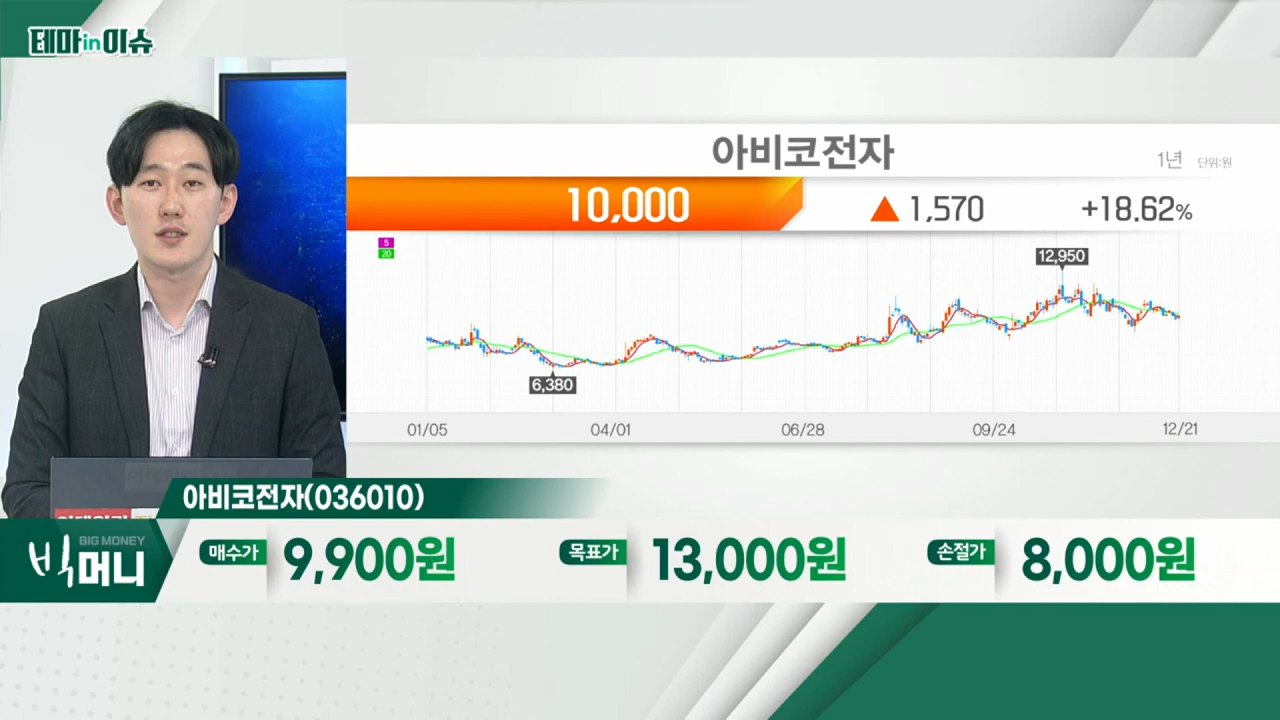 테마in이슈
아비코전자
1년 단위:원
10,000
▲ 1,570
+18.62%
5
20
12,950
6,380
01/05
04/01
06/28
09/24
12/21
아비코전자(036010)
BIG MONEY
빅머니
매수가 9,900원
목표가 13,000원
손절가 8,000원